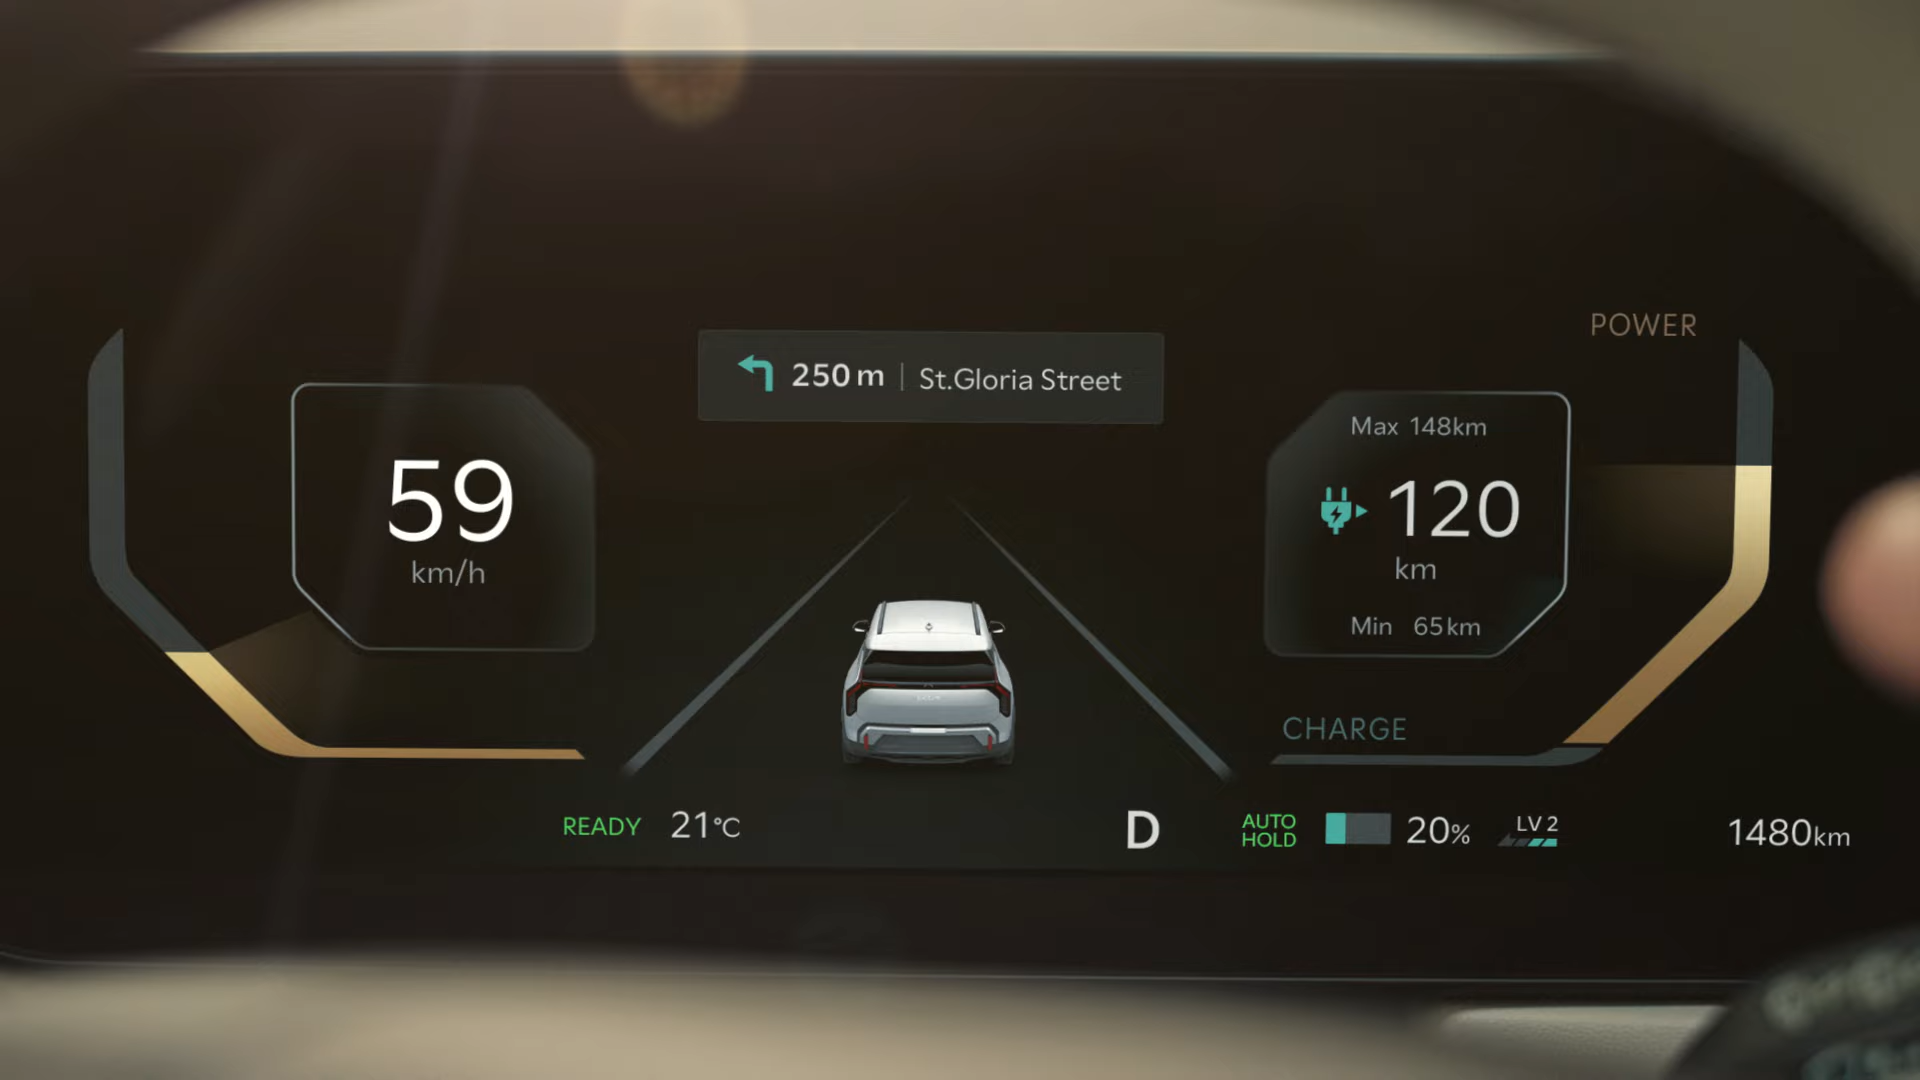 POWER
250 m | St.Gloria Street
59
km/h
Max 148km
120
km
Min 65km
CHARGE
READY 21°C
D
AUTO
HOLD
20%
LV 2
1480km